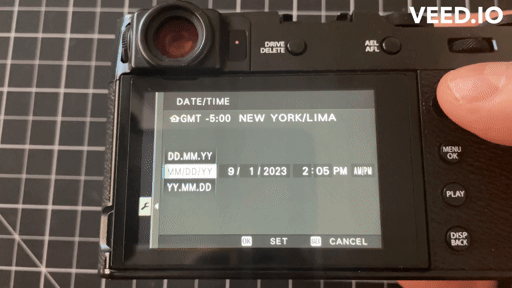 VEED.IO
DRIVE
DELETE
AEL
AFL
DATE/TIME
GMT -5:00 NEW YORK/LIMA
DD.MM.YY
MM/DD/YY 9/ 1/2023 2:05 PM AM/PM
YY.MM.DD
OK SET CANCEL
MENU
OK
PLAY
DISP
BACK